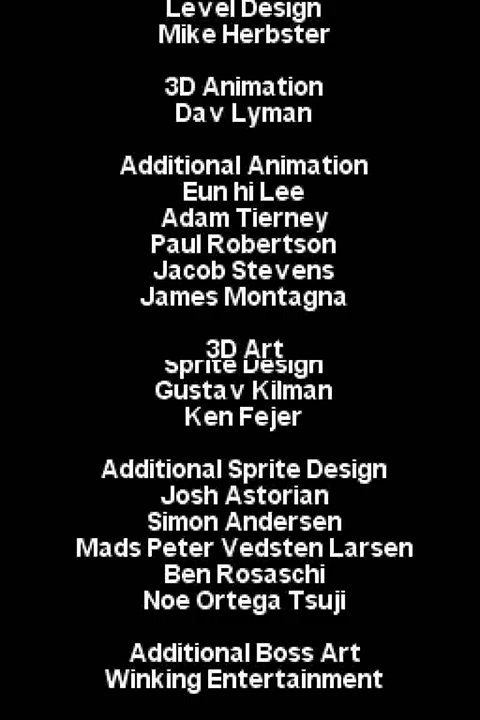 Level Design
Mike Herbster
3D Animation
Dav Lyman
Additional Animation
Eun hi Lee
Adam Tierney
Paul Robertson
Jacob Stevens
James Montagna
3D Art
Sprite Design
Gustav Kilman
Ken Fejer
Additional Sprite Design
Josh Astorian
Simon Andersen
Mads Peter Vedsten Larsen
Ben Rosaschi
Noe Ortega Tsuji
Additional Boss Art
Winking Entertainment